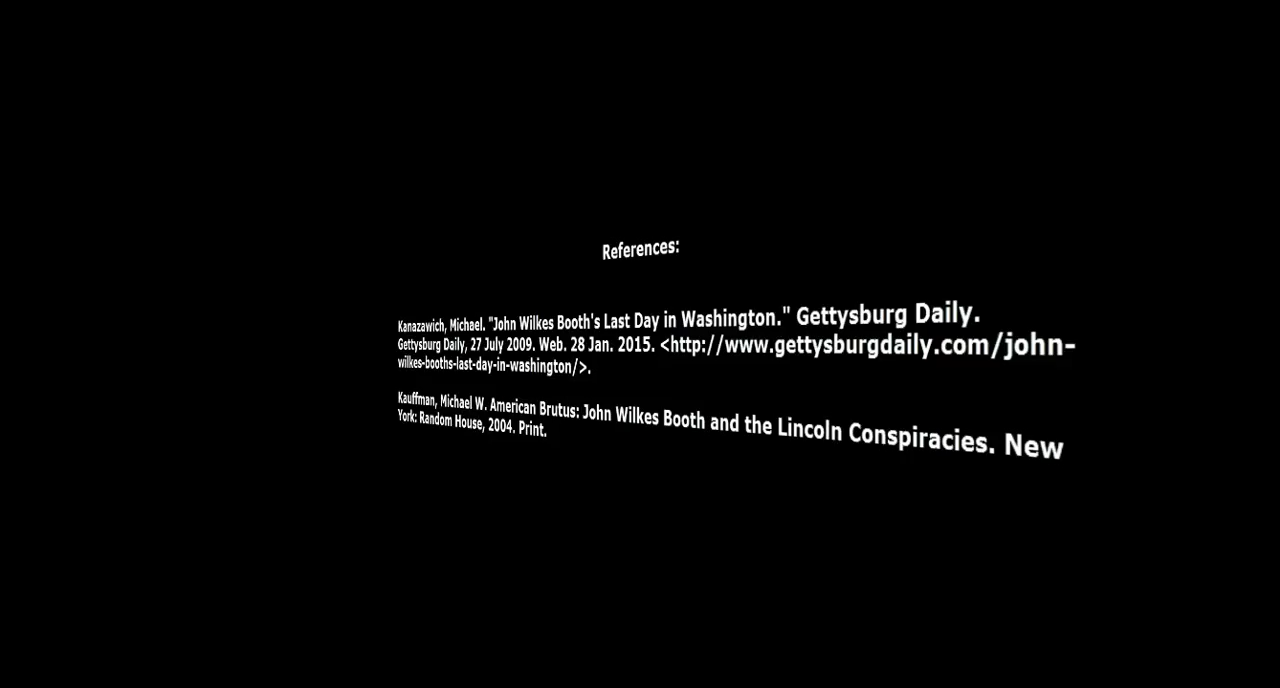 References:
Kanazawich, Michael. "John Wilkes Booth's Last Day in Washington." Gettysburg Daily.
Gettysburg Daily, 27 July 2009. Web. 28 Jan. 2015. <http://www.gettysburgdaily.com/john-
wilkes-booths-last-day-in-washington/>.
Kauffman, Michael W. American Brutus: John Wilkes Booth and the Lincoln Conspiracies. New
York: Random House, 2004. Print.